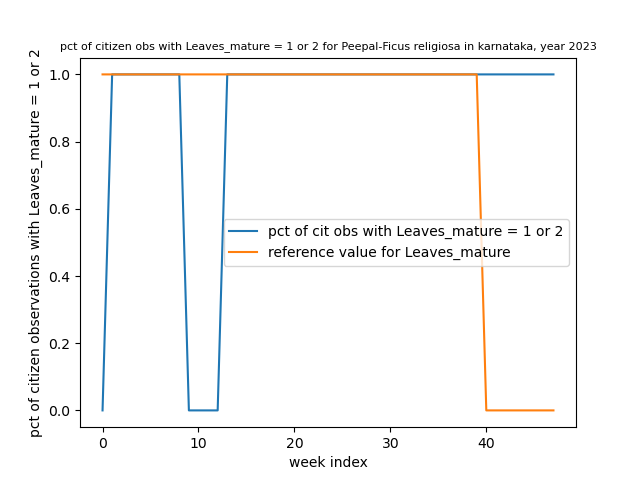 pct of citizen obs with Leaves_mature = 1 or 2 for Peepal-Ficus religiosa in karnataka, year 2023
pct of citizen observations with Leaves_mature = 1 or 2
1.0
0.8
0.6
0.4
0.2
0.0
pct of cit obs with Leaves_mature = 1 or 2
reference value for Leaves_mature
0 10 20 30 40
week index